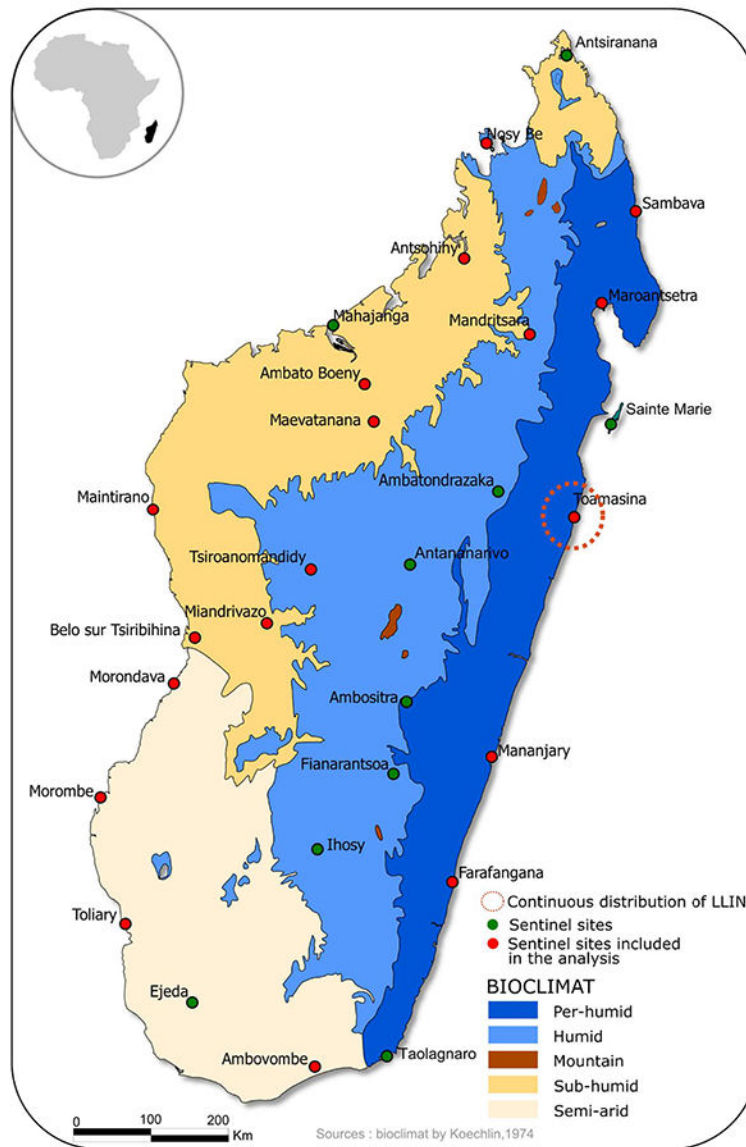 Antsiranana
Nosy Be
Sambava
Antsohihy
Maroantsetra
Mahajanga
Mandritsara
Ambato Boeny
Maevatanana
Sainte Marie
Ambatondrazaka
Maintirano
Toamasina
Tsiroanomandidy
Antananarivo
Miandrivazo
Belo sur Tsiribihina
Morondava
Ambositra
Mananjary
Fianarantsoa
Morombe
Ihosy
Farafangana
Toliary
Ejeda
Ambovombe
Taolagnaro
Continuous distribution of LLIN
Sentinel sites
Sentinel sites included
in the analysis
BIOCLIMAT
Per-humid
Humid
Mountain
Sub-humid
Semi-arid
0 100 200
Km
Sources : bioclimat by Koechlin,1974